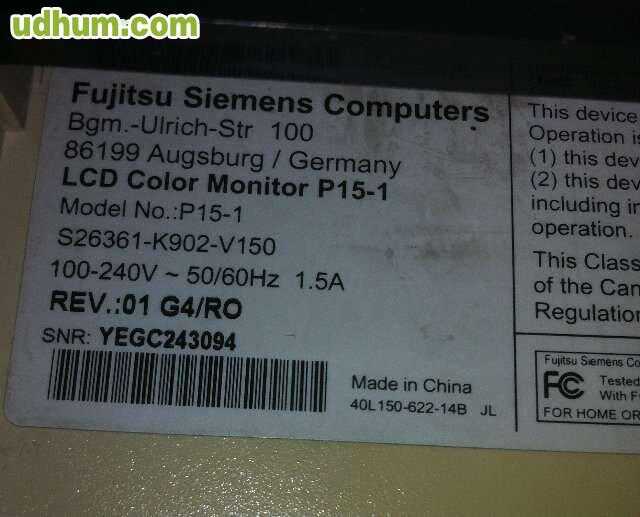 udhum.com
Fujitsu Siemens Computers
Bgm.-Ulrich-Str 100
86199 Augsburg / Germany
LCD Color Monitor P15-1
Model No.:P15-1
S26361-K902-V150
100-240V ~ 50/60Hz 1.5A
REV.:01 G4/RO
SNR: YEGC243094
Made in China
40L150-622-14B JL
This device
Operation is
(1) this dev
(2) this dev
including in
operation.
This Class
of the Can
Regulation
Fujitsu Siemens Co
FC Tested
With F
FOR HOME OR